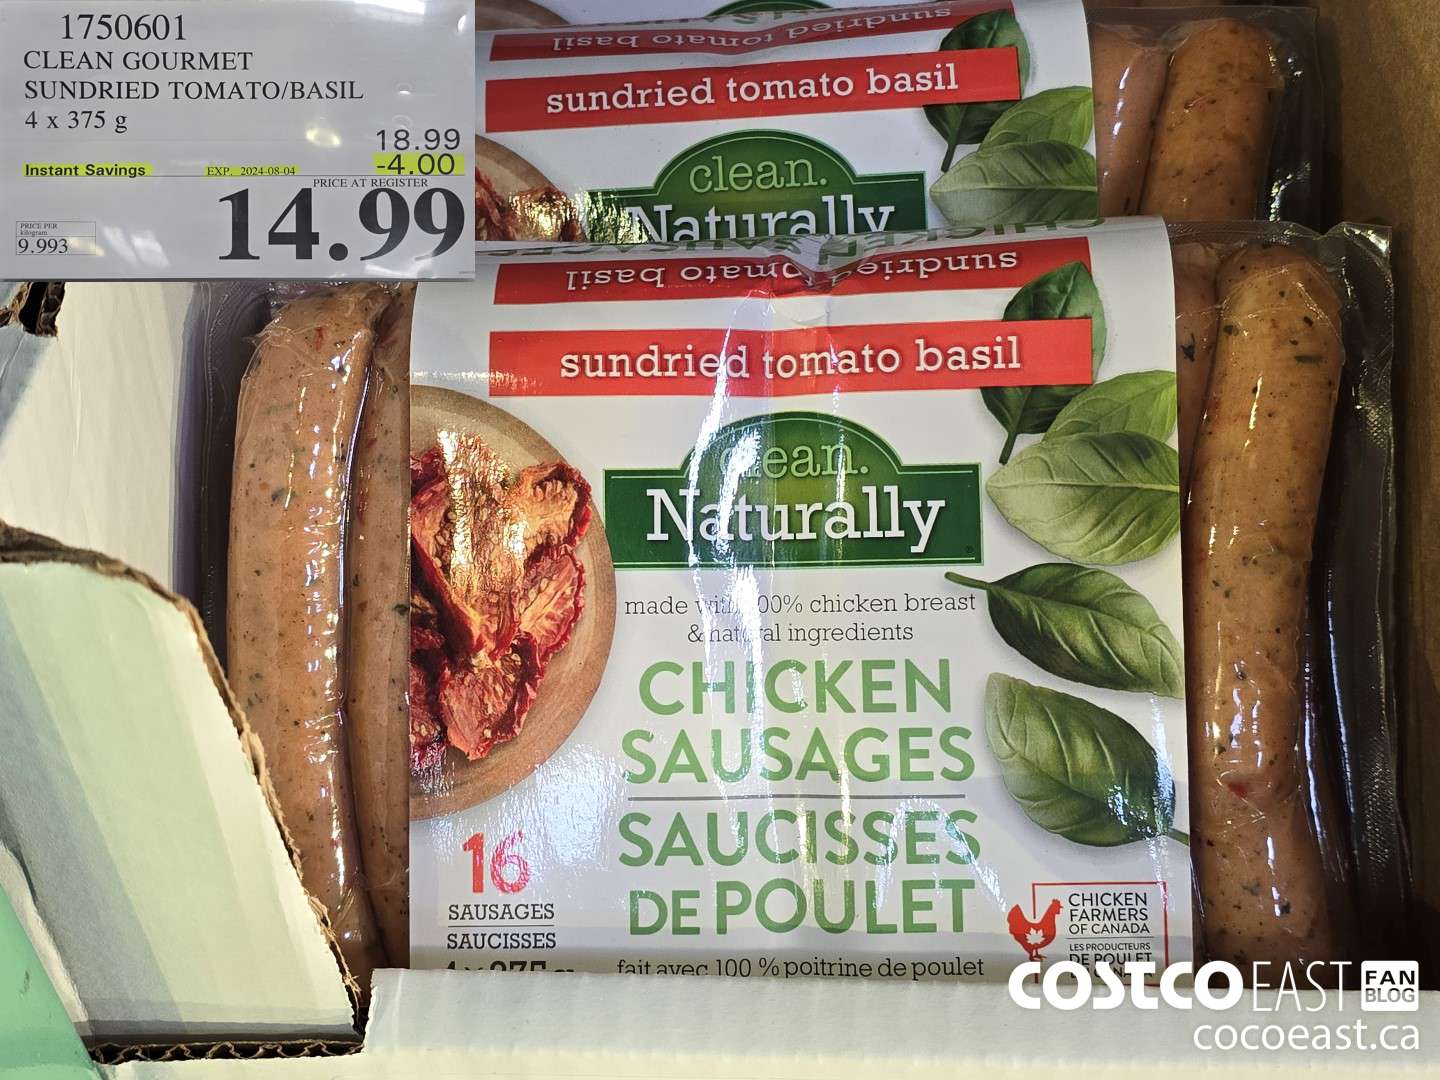 1750601
CLEAN GOURMET
SUNDRIED TOMATO/BASIL
4 x 375 g
18.99
Instant Savings EXP. 2024-08-04 -4.00
PRICE AT REGISTER
14.99
PRICE PER
kilogram
9.993
sundried tomato basil
sundried tomato basil
clean.
Naturally
CHICKEN SAUSAGES
sundried tomato basil
sundried tomato basil
clean.
Naturally
made with 100% chicken breast
& natural ingredients
CHICKEN
SAUSAGES
SAUCISSES
DE POULET
fait avec 100 % poitrine de poulet
16
SAUSAGES
SAUCISSES
4 x 375 g
CHICKEN
FARMERS
OF CANADA
LES PRODUCTEURS
DE POULET
COSTCO EAST FAN
BLOG
cocoeast.ca